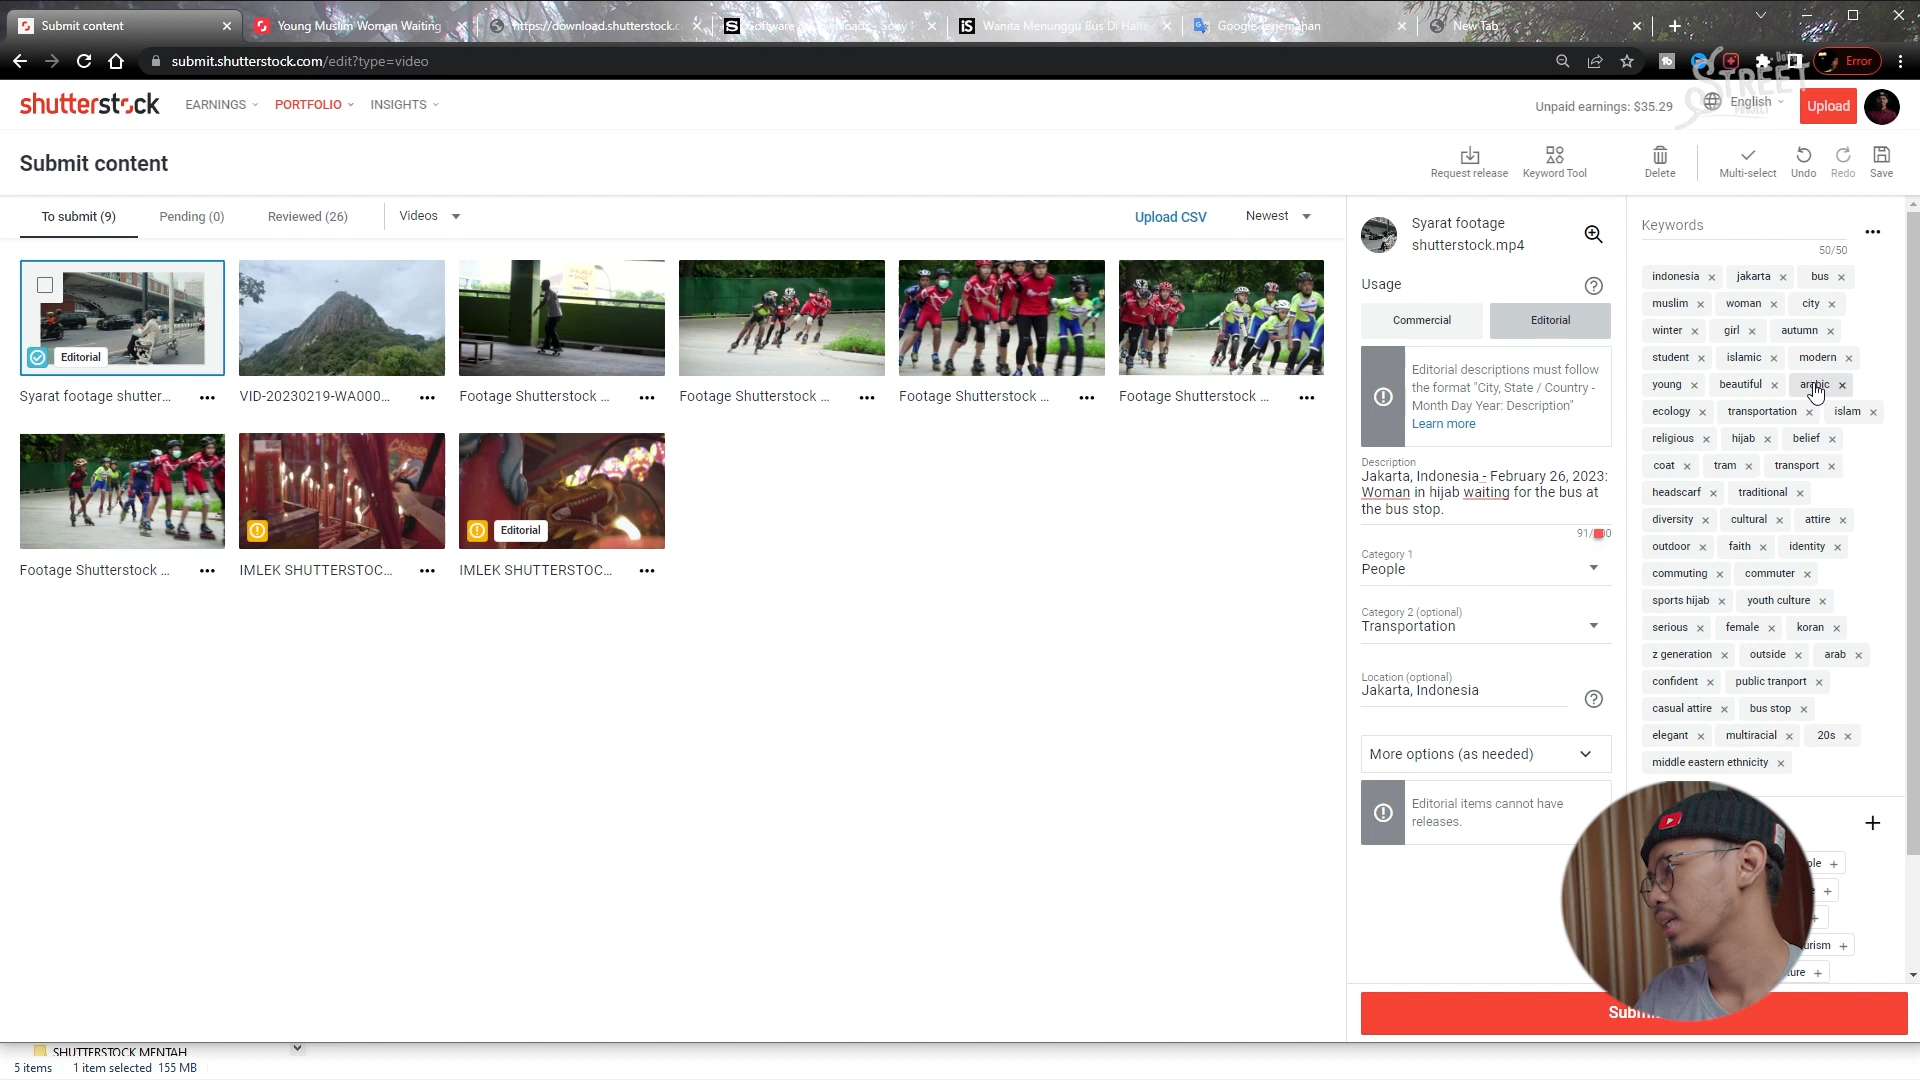 Submit content
Young Muslim Woman Waiting
https://download.shutterstock.c
Wanita Menunggu Bus Di Halte
New Tab
submit.shutterstock.com/edit?type=video
Error
shutterstock
EARNINGS
PORTFOLIO
INSIGHTS
Unpaid earnings: $35.29
English
Upload
STREET
Submit content
Request release
Keyword Tool
Delete
Multi-select
Undo
Redo
Save
To submit (9)
Pending (0)
Reviewed (26)
Videos
Upload CSV
Newest
Editorial
Syarat footage shutter...
VID-20230219-WA000...
Footage Shutterstock ...
Footage Shutterstock ...
Footage Shutterstock ...
Footage Shutterstock ...
Editorial
Footage Shutterstock ...
IMLEK SHUTTERSTOC...
IMLEK SHUTTERSTOC...
Syarat footage
shutterstock.mp4
Usage
Commercial
Editorial
Editorial descriptions must follow
the format "City, State / Country -
Month Day Year: Description"
Learn more
Description
Jakarta, Indonesia - February 26, 2023:
Woman in hijab waiting for the bus at
the bus stop.
Category 1
People
Category 2 (optional)
Transportation
Location (optional)
Jakarta, Indonesia
More options (as needed)
Editorial items cannot have
releases.
Keywords
50/50
indonesia jakarta bus
muslim woman city
winter girl autumn
student islamic modern
young beautiful arabic
ecology transportation islam
religious hijab belief
coat tram transport
headscarf traditional
diversity cultural attire
outdoor faith identity
commuting commuter
sports hijab youth culture
serious female koran
z generation outside arab
confident public tranport
casual attire bus stop
elegant multiracial 20s
middle eastern ethnicity
SHUTTERSTOCK MENTAH
5 items 1 item selected 155 MB